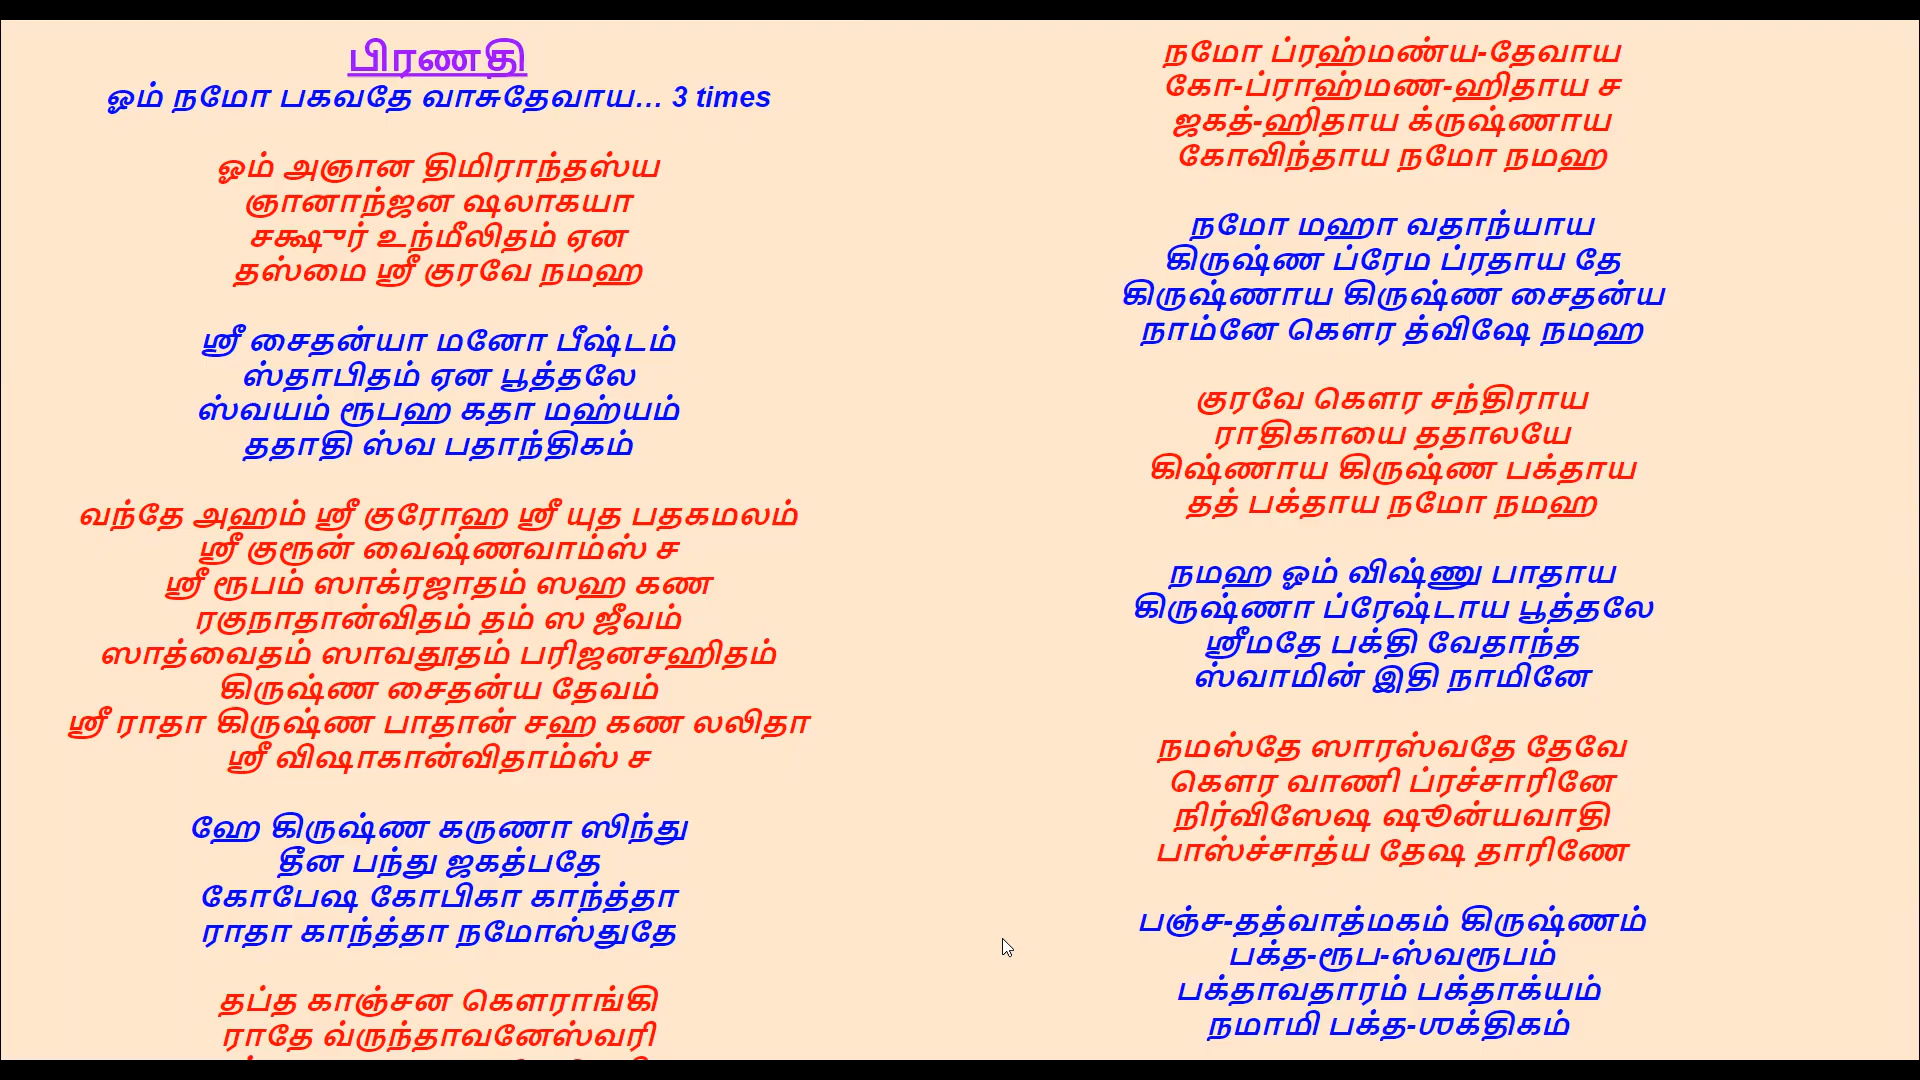 பிரணதி
ஓம் நமோ பகவதே வாசுதேவாய... 3 times
ஓம் அஞான திமிராந்தஸ்ய
ஞானாந்ஜன ஷலாகயா
சக்ஷுர் உந்மீலிதம் ஏன
தஸ்மை ஸ்ரீ குரவே நமஹ
ஸ்ரீ சைதன்யா மனோ பீஷ்டம்
ஸ்தாபிதம் ஏன பூத்தலே
ஸ்வயம் ரூபஹ கதா மஹ்யம்
ததாதி ஸ்வ பதாந்திகம்
வந்தே அஹம் ஸ்ரீ குரோஹ ஸ்ரீ யுத பதகமலம்
ஸ்ரீ குரூன் வைஷ்ணவாம்ஸ் ச
ஸ்ரீ ரூபம் ஸாக்ரஜாதம் ஸஹ கண
ரகுநாதான்விதம் தம் ஸ ஜீவம்
ஸாத்வைதம் ஸாவதூதம் பரிஜனசஹிதம்
கிருஷ்ண சைதன்ய தேவம்
ஸ்ரீ ராதா கிருஷ்ண பாதான் சஹ கண லலிதா
ஸ்ரீ விஷாகான்விதாம்ஸ் ச
ஹே கிருஷ்ண கருணா ஸிந்து
தீன பந்து ஜகத்பதே
கோபேஷ கோபிகா காந்த்தா
ராதா காந்த்தா நமோஸ்துதே
தப்த காஞ்சன கௌராங்கி
ராதே வ்ருந்தாவனேஸ்வரி
நமோ ப்ரஹ்மண்ய-தேவாய
கோ-ப்ராஹ்மண-ஹிதாய ச
ஜகத்-ஹிதாய க்ருஷ்ணாய
கோவிந்தாய நமோ நமஹ
நமோ மஹா வதாந்யாய
கிருஷ்ண ப்ரேம ப்ரதாய தே
கிருஷ்ணாய கிருஷ்ண சைதன்ய
நாம்னே கௌர த்விஷே நமஹ
குரவே கௌர சந்திராய
ராதிகாயை ததாலயே
கிஷ்ணாய கிருஷ்ண பக்தாய
தத் பக்தாய நமோ நமஹ
நமஹ ஓம் விஷ்ணு பாதாய
கிருஷ்ணா ப்ரேஷ்டாய பூத்தலே
ஸ்ரீமதே பக்தி வேதாந்த
ஸ்வாமின் இதி நாமினே
நமஸ்தே ஸாரஸ்வதே தேவே
கௌர வாணி ப்ரச்சாரினே
நிர்விஸேஷ ஷூன்யவாதி
பாஸ்ச்சாத்ய தேஷ தாரிணே
பஞ்ச-தத்வாத்மகம் கிருஷ்ணம்
பக்த-ரூப-ஸ்வரூபம்
பக்தாவதாரம் பக்தாக்யம்
நமாமி பக்த-ஶக்திகம்